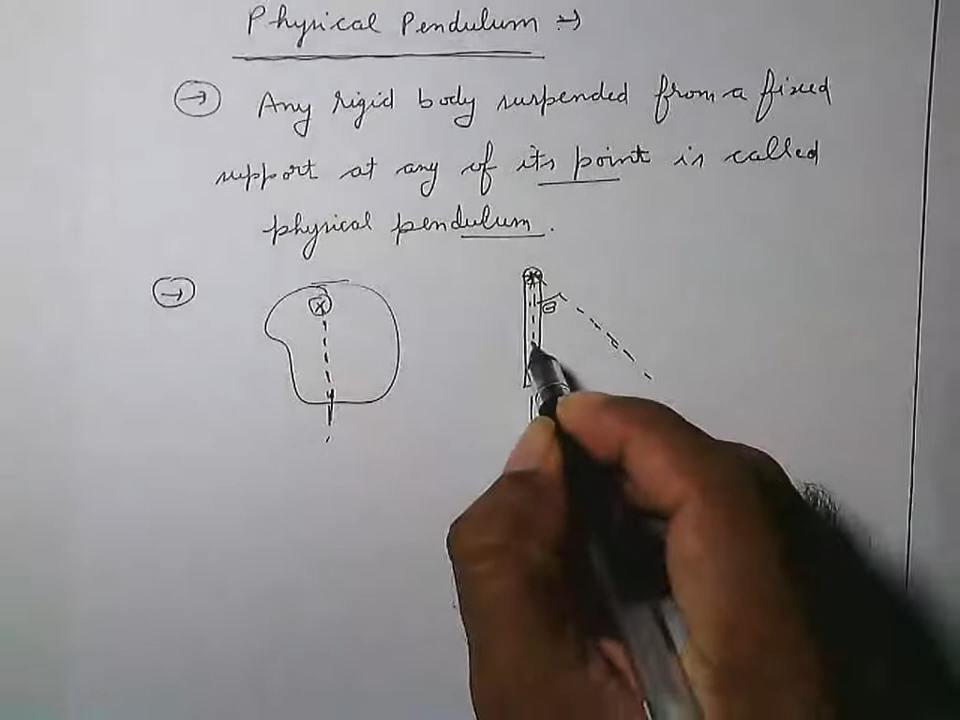 Physical Pendulum :→
→ Any rigid body suspended from a fixed
support at any of its point is called
physical pendulum.
→
x
θ